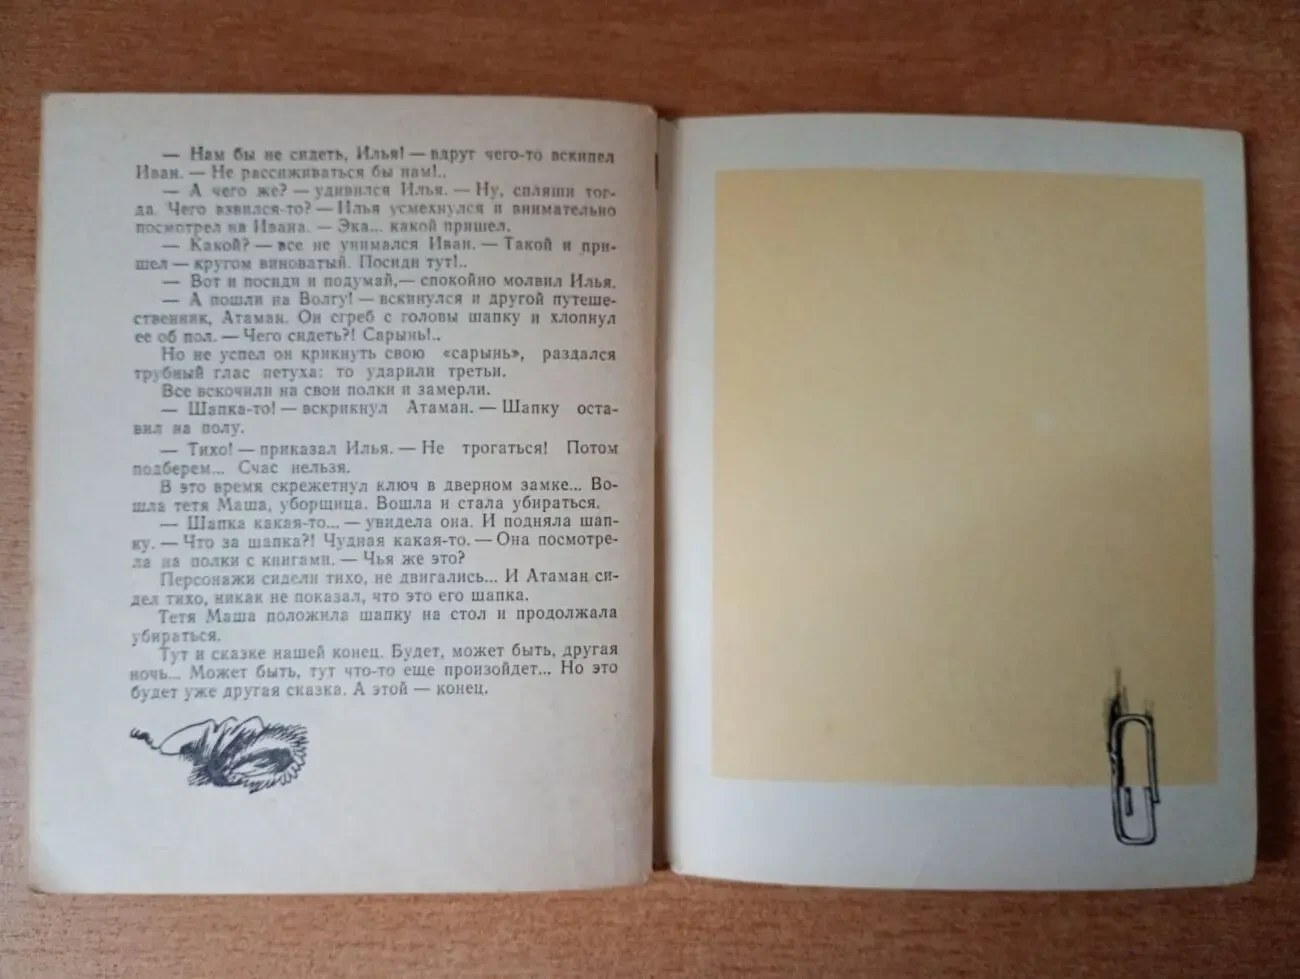 — Нам бы не сидеть, Илья! — вдруг чего-то вскипел
Иван. — Не рассиживаться бы нам!..
— А чего же? — удивился Илья. — Ну, спляши тог-
да. Чего взвился-то? — Илья усмехнулся и внимательно
посмотрел на Ивана. — Эка... какой пришел.
— Какой? — все не унимался Иван. — Такой и при-
шел — кругом виноватый. Посиди тут!..
— Вот и посиди и подумай,— спокойно молвил Илья.
— А пошли на Волгу! — вскинулся и другой путеше-
ственник, Атаман. Он сгреб с головы шапку и хлопнул
ее об пол. — Чего сидеть?! Сарынь!..
Но не успел он крикнуть свою «сарынь», раздался
трубный глас петуха: то ударили третьи.
Все вскочили на свои полки и замерли.
— Шапка-то! — вскрикнул Атаман. — Шапку оста-
вил на полу.
— Тихо! — приказал Илья. — Не трогаться! Потом
подберем... Счас нельзя.
В это время скрежетнул ключ в дверном замке... Во-
шла тетя Маша, уборщица. Вошла и стала убираться.
— Шапка какая-то... — увидела она. И подняла шап-
ку. — Что за шапка?! Чудная какая-то. — Она посмотре-
ла на полки с книгами. — Чья же это?
Персонажи сидели тихо, не двигались... И Атаман си-
дел тихо, никак не показал, что это его шапка.
Тетя Маша положила шапку на стол и продолжала
убираться.
Тут и сказке нашей конец. Будет, может быть, другая
ночь... Может быть, тут что-то еще произойдет... Но это
будет уже другая сказка. А этой — конец.